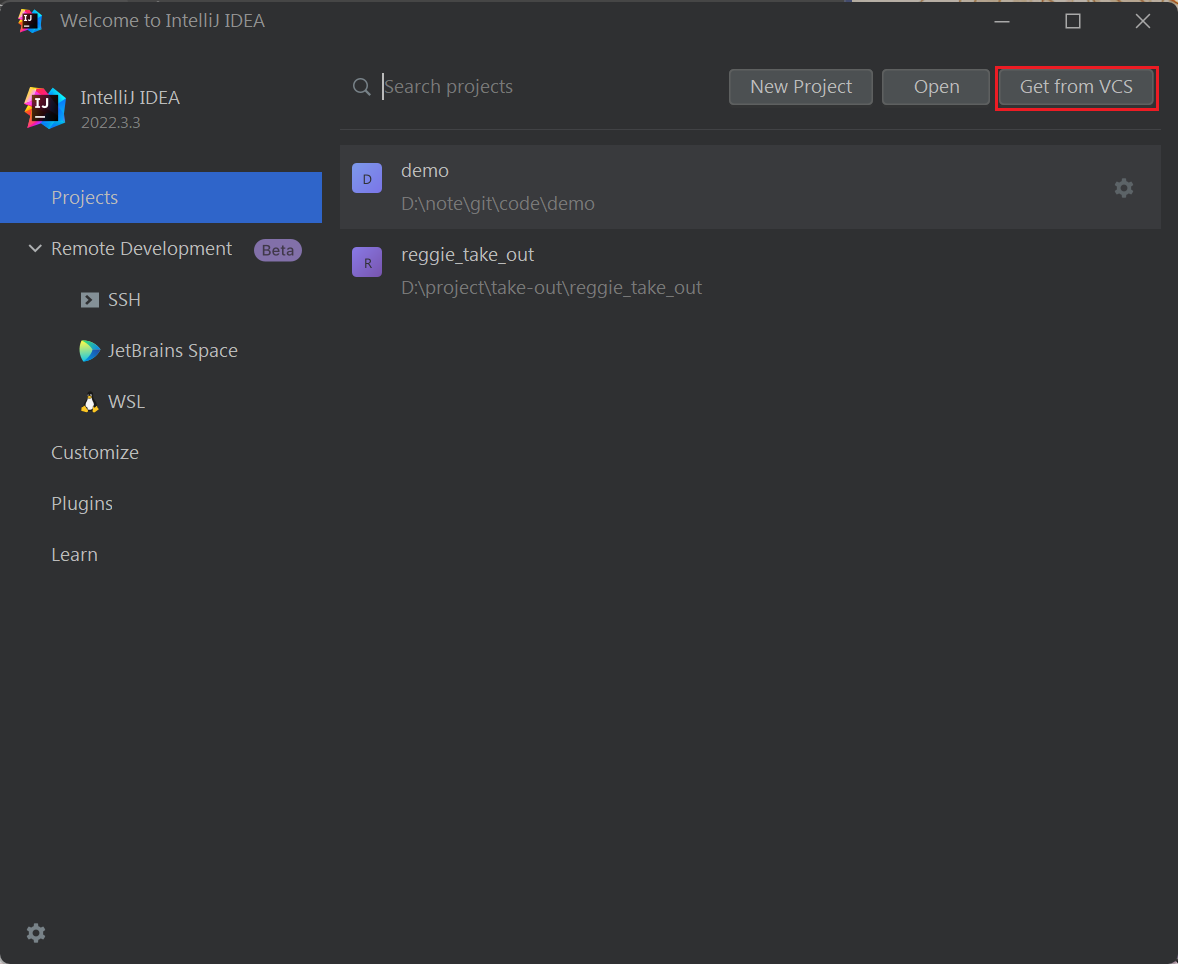 Welcome to IntelliJ IDEA
IntelliJ IDEA
2022.3.3
Search projects
New Project
Open
Get from VCS
Projects
Remote Development Beta
SSH
JetBrains Space
WSL
Customize
Plugins
Learn
D
demo
D:\note\git\code\demo
R
reggie_take_out
D:\project\take-out\reggie_take_out